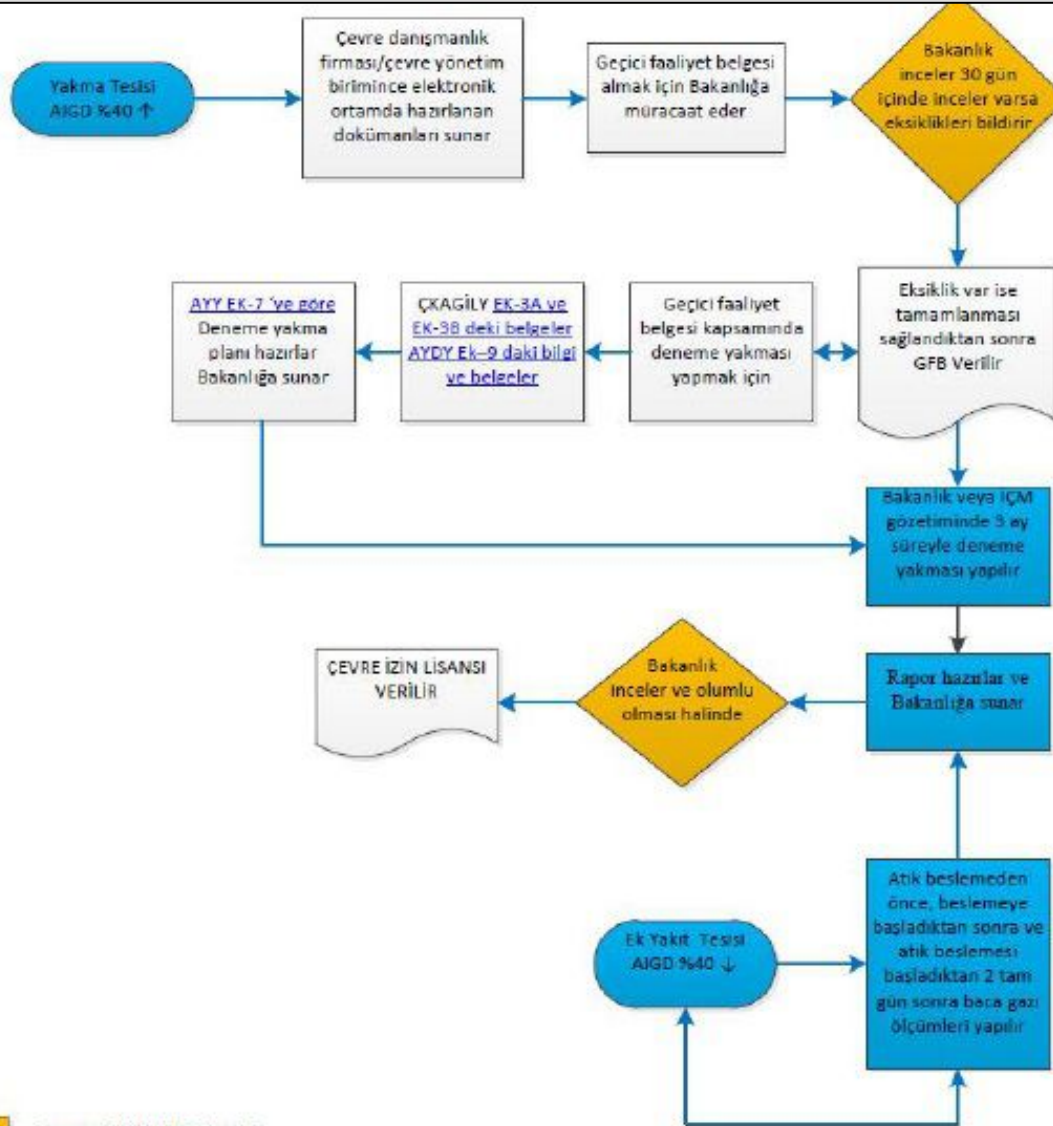 Yakma Tesisi
AIGD %40 ↑
Çevre danışmanlık
firması/çevre yönetim
birimince elektronik
ortamda hazırlanan
dokümanları sunar
Geçici faaliyet belgesi
almak için Bakanlığa
müracaat eder
Bakanlık
inceler 30 gün
içinde inceler varsa
eksiklikleri bildirir
AYY EK-7 've göre
Deneme yakma
planı hazırlar
Bakanlığa sunar
ÇKAGİLY EK-3A ve
EK-3B deki belgeler
AYDY Ek-9 daki bilgi
ve belgeler
Geçici faaliyet
belgesi kapsamında
deneme yakması
yapmak için
Eksiklik var ise
tamamlanması
sağlandıktan sonra
GFB Verilir
Bakanlık veya İÇM
gözetiminde 3 ay
süreyle deneme
yakması yapılır
ÇEVRE İZİN LİSANSI
VERİLİR
Bakanlık
inceler ve olumlu
olması halinde
Rapor hazırlar ve
Bakanlığa sunar
Ek Yakıt Tesisi
AIGD %40 ↓
Atık beslemeden
önce, beslemeye
başladıktan sonra ve
atık beslemesi
başladıktan 2 tam
gün sonra baca gazı
ölçümleri yapılır